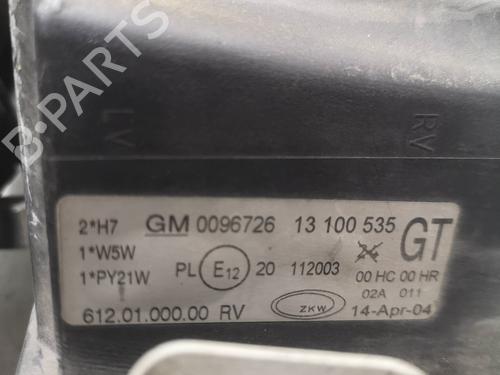 B-PARTS
LV
RV
2*H7 GM 0096726 13 100 535 GT
1*W5W
1*PY21W PL E12 20 112003 00 HC 00 HR
02A 011
612.01.000.00 RV ZKW 14-Apr-04